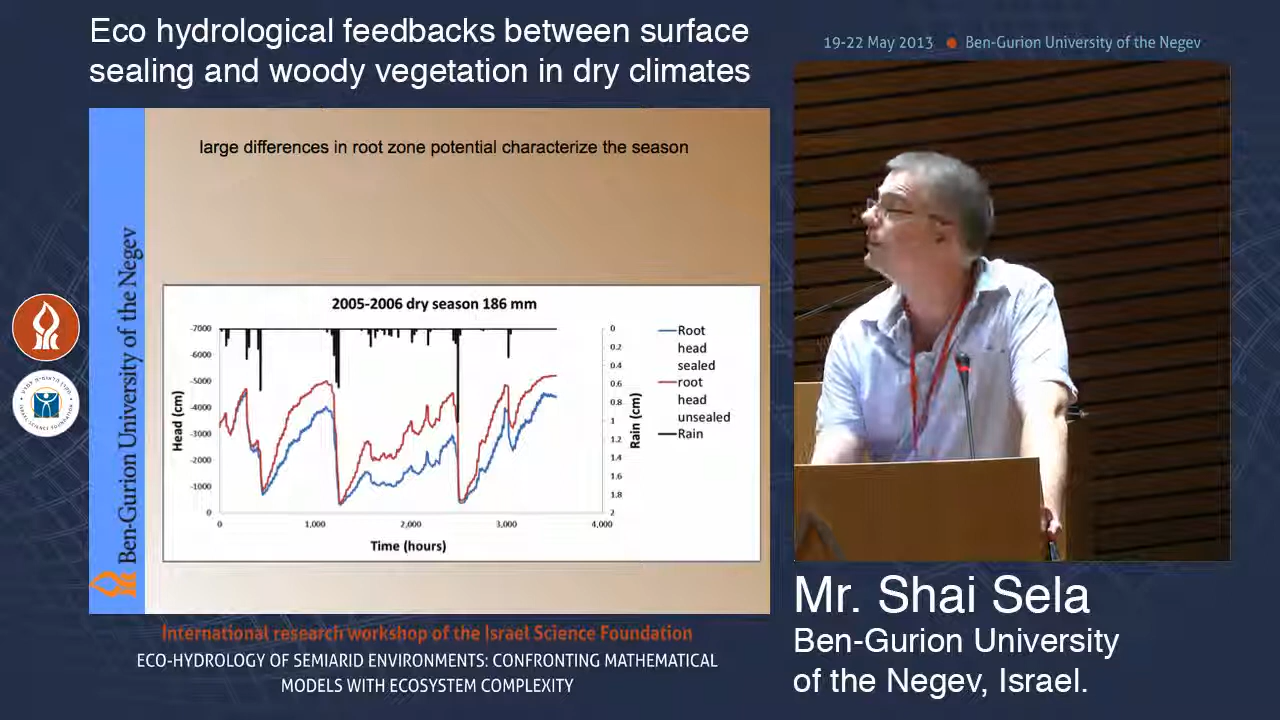 Eco hydrological feedbacks between surface
sealing and woody vegetation in dry climates
19-22 May 2013 ● Ben-Gurion University of the Negev
large differences in root zone potential characterize the season
Ben-Gurion University of the Negev
2005-2006 dry season 186 mm
-7000
-6000
-5000
-4000
-3000
-2000
-1000
0
Head (cm)
0
1,000
2,000
3,000
4,000
Time (hours)
0
0.2
0.4
0.6
0.8
1
1.2
1.4
1.6
1.8
2
Rain (cm)
Root
head
sealed
root
head
unsealed
Rain
International research workshop of the Israel Science Foundation
ECO-HYDROLOGY OF SEMIARID ENVIRONMENTS: CONFRONTING MATHEMATICAL
MODELS WITH ECOSYSTEM COMPLEXITY
Mr. Shai Sela
Ben-Gurion University
of the Negev, Israel.